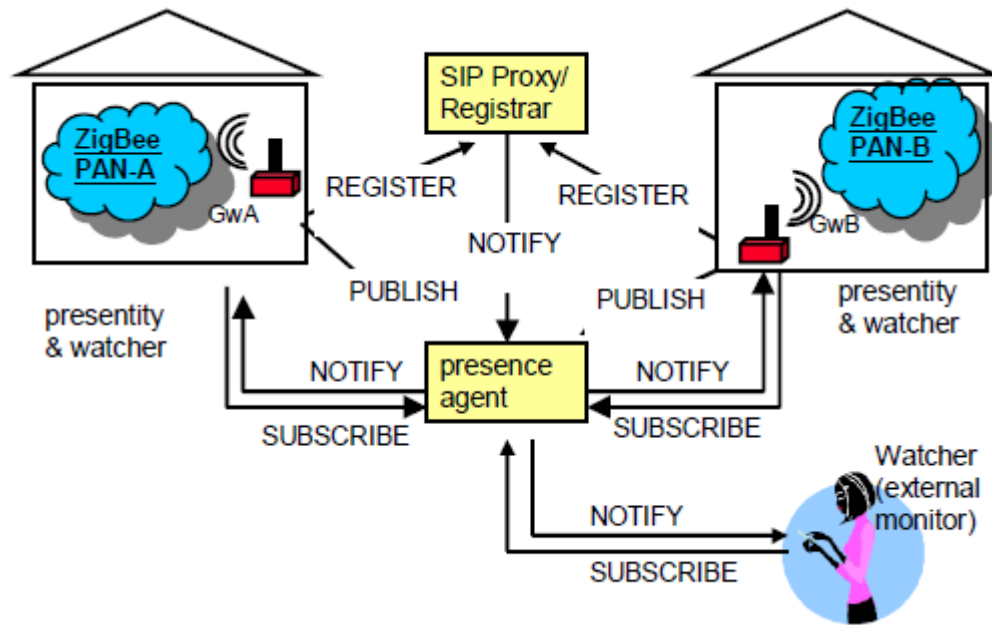 SIP Proxy/
Registrar
ZigBee
PAN-A
GwA
ZigBee
PAN-B
GwB
REGISTER
REGISTER
NOTIFY
PUBLISH
PUBLISH
presentity
& watcher
presentity
& watcher
presence
agent
NOTIFY
SUBSCRIBE
NOTIFY
SUBSCRIBE
Watcher
(external
monitor)
NOTIFY
SUBSCRIBE